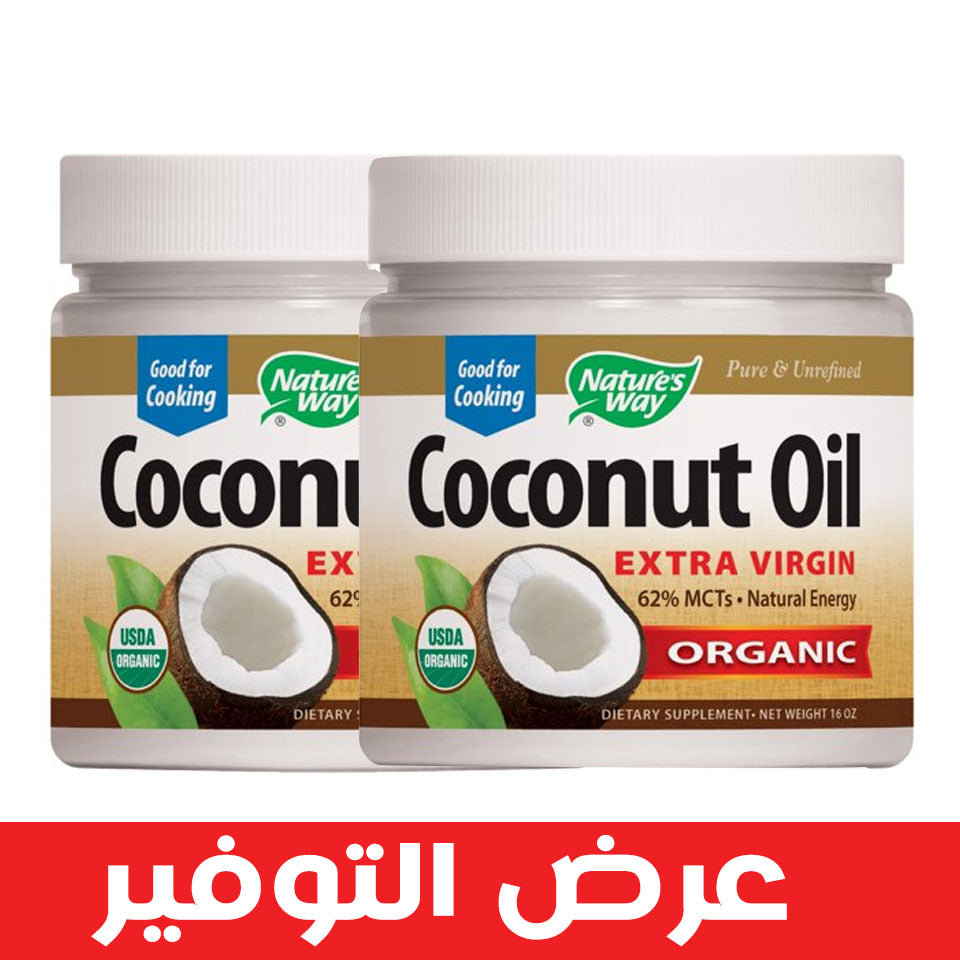 Good for
Cooking
Nature's
Way
®
Coconu
EX
62%
USDA
ORGANIC
DIETARY S
Good for
Cooking
Nature's
Way
®
Pure & Unrefined
Coconut Oil
EXTRA VIRGIN
62% MCTs • Natural Energy
USDA
ORGANIC
ORGANIC
DIETARY SUPPLEMENT• NET WEIGHT 16 OZ
عرض التوفير